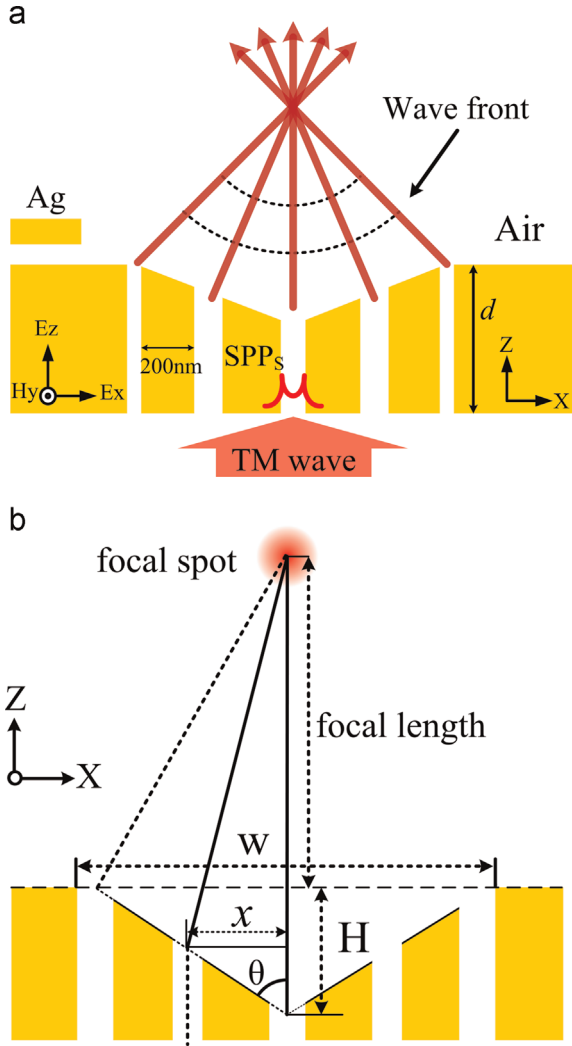 a
Wave front
Ag
Air
Ez
Hy
Ex
200nm
SPPs
d
Z
X
TM wave
b
focal spot
Z
X
focal length
w
x
H
θ